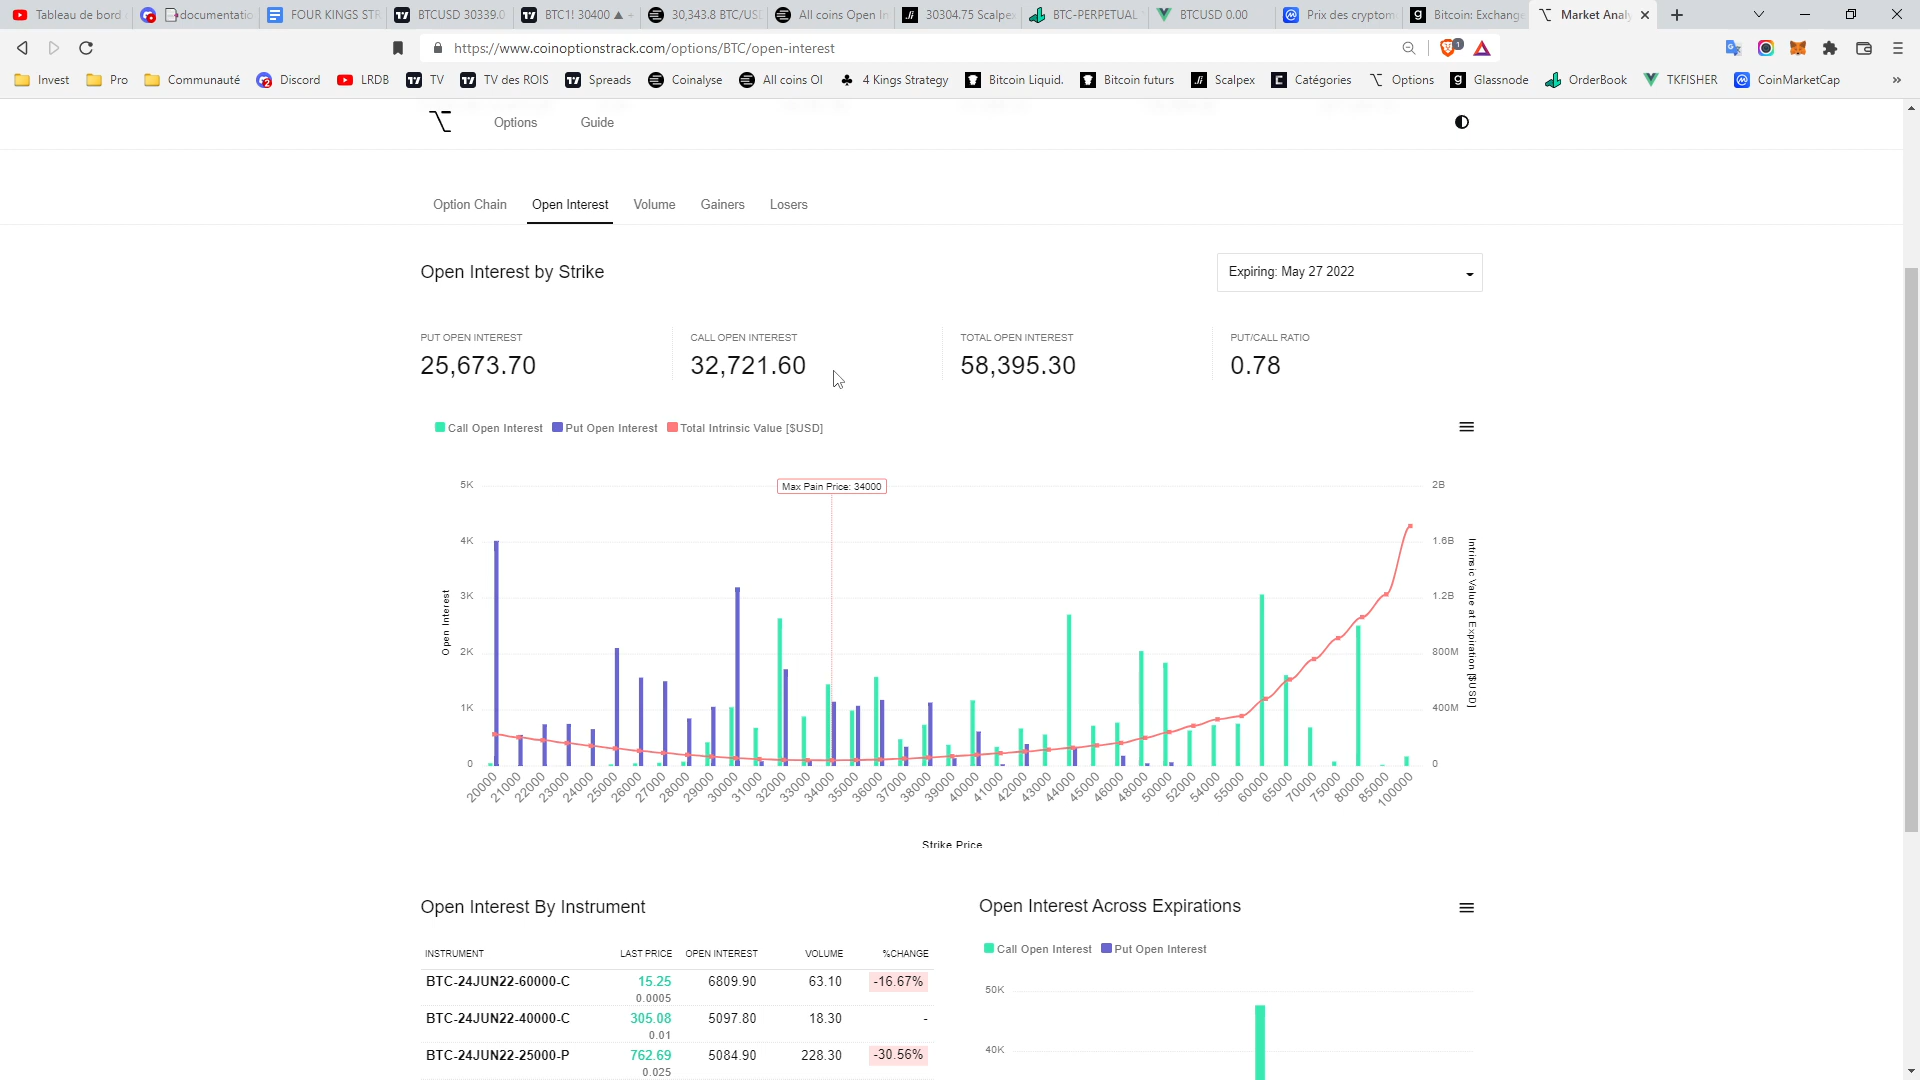 Tableau de bord
documentatio
FOUR KINGS STR
BTCUSD 30339.0
BTC1! 30400 ▲
30,343.8 BTC/US
All coins Open In
30304.75 Scalpex
BTC-PERPETUAL
BTCUSD 0.00
Prix des cryptom
Bitcoin: Exchang
Market Analy
https://www.coinoptionstrack.com/options/BTC/open-interest
Invest
Pro
Communauté
Discord
LRDB
TV
TV des ROIS
Spreads
Coinalyse
All coins OI
4 Kings Strategy
Bitcoin Liquid.
Bitcoin futurs
Scalpex
Catégories
Options
Glassnode
OrderBook
TKFISHER
CoinMarketCap
Options
Guide
Option Chain
Open Interest
Volume
Gainers
Losers
Open Interest by Strike
Expiring: May 27 2022
PUT OPEN INTEREST
25,673.70
CALL OPEN INTEREST
32,721.60
TOTAL OPEN INTEREST
58,395.30
PUT/CALL RATIO
0.78
Call Open Interest
Put Open Interest
Total Intrinsic Value [$USD]
Max Pain Price: 34000
5K
4K
3K
2K
1K
0
Open Interest
2B
1.6B
1.2B
800M
400M
0
Intrinsic Value at Expiration [$USD]
20000
21000
22000
23000
24000
25000
26000
27000
28000
29000
30000
31000
32000
33000
34000
35000
36000
37000
38000
39000
40000
41000
42000
43000
44000
45000
46000
48000
50000
52000
54000
55000
60000
65000
70000
75000
80000
85000
100000
Strike Price
Open Interest By Instrument
INSTRUMENT LAST PRICE OPEN INTEREST VOLUME %CHANGE
BTC-24JUN22-60000-C 15.25 6809.90 63.10 -16.67%
0.0005
BTC-24JUN22-40000-C 305.08 5097.80 18.30 -
0.01
BTC-24JUN22-25000-P 762.69 5084.90 228.30 -30.56%
0.025
Open Interest Across Expirations
Call Open Interest
Put Open Interest
50K
40K